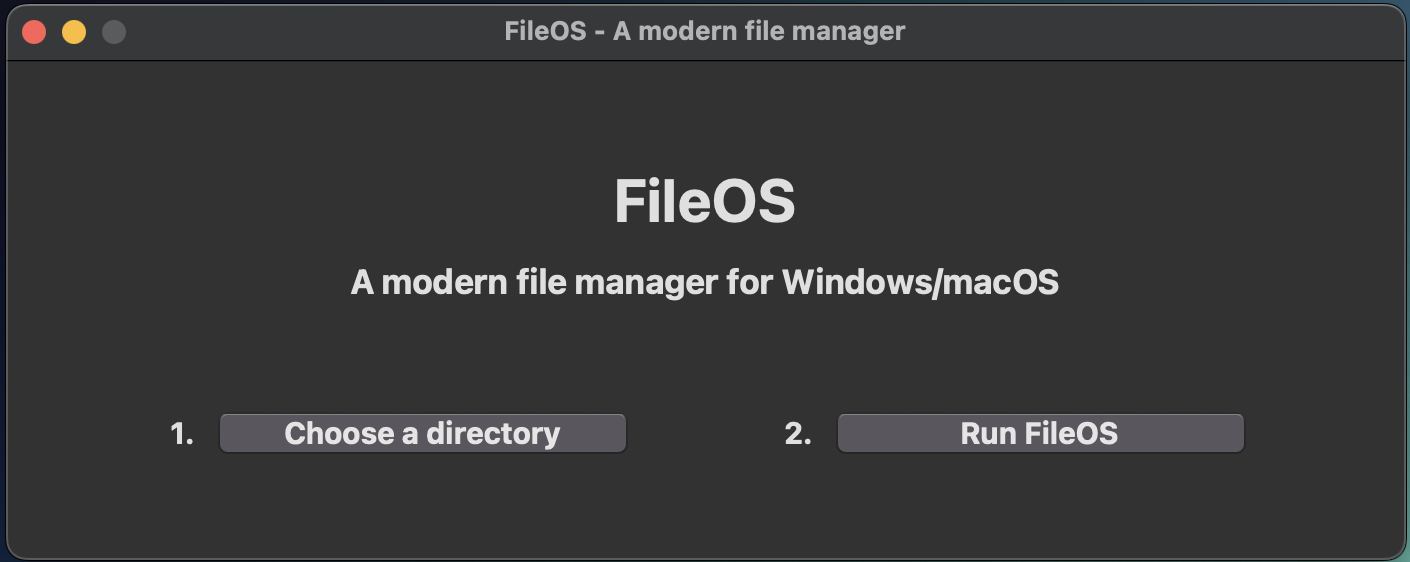 FileOS - A modern file manager
FileOS
A modern file manager for Windows/macOS
1. Choose a directory 2. Run FileOS